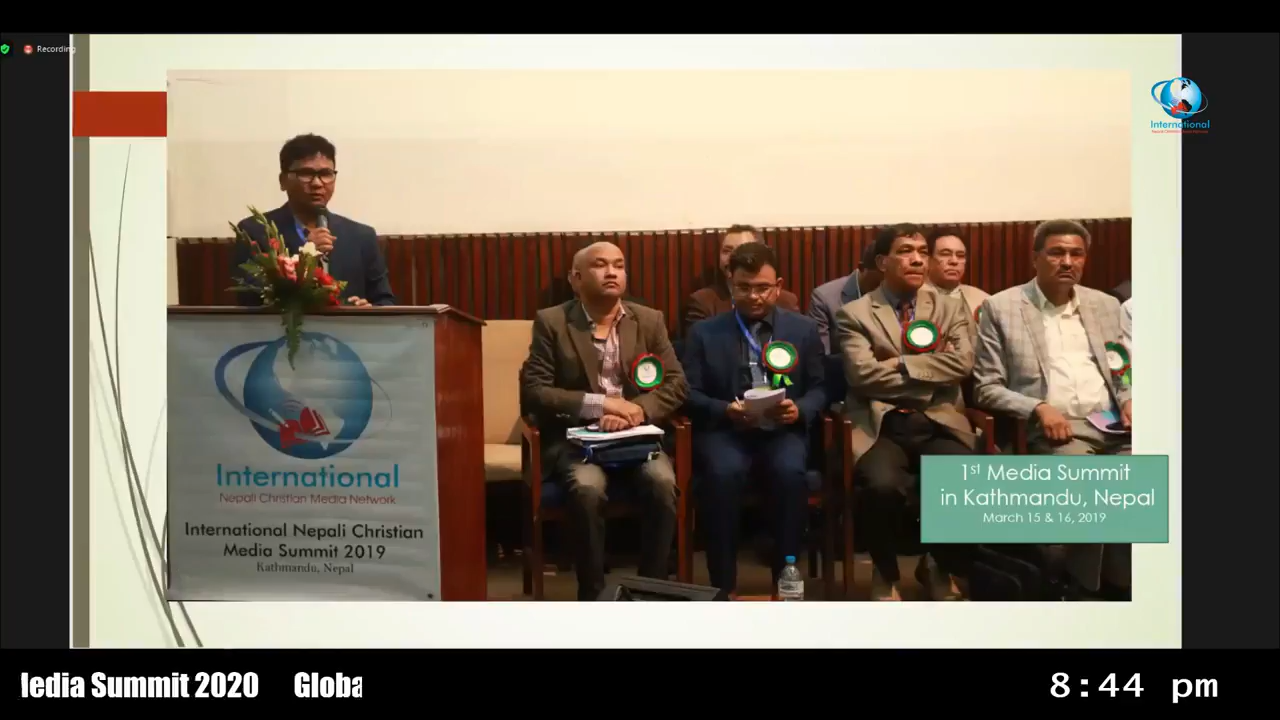 Recording
International
International
Nepali Christian Media Network
International Nepali Christian
Media Summit 2019
Kathmandu, Nepal
1st Media Summit
in Kathmandu, Nepal
March 15 & 16, 2019
Media Summit 2020 Globa
8:44 pm